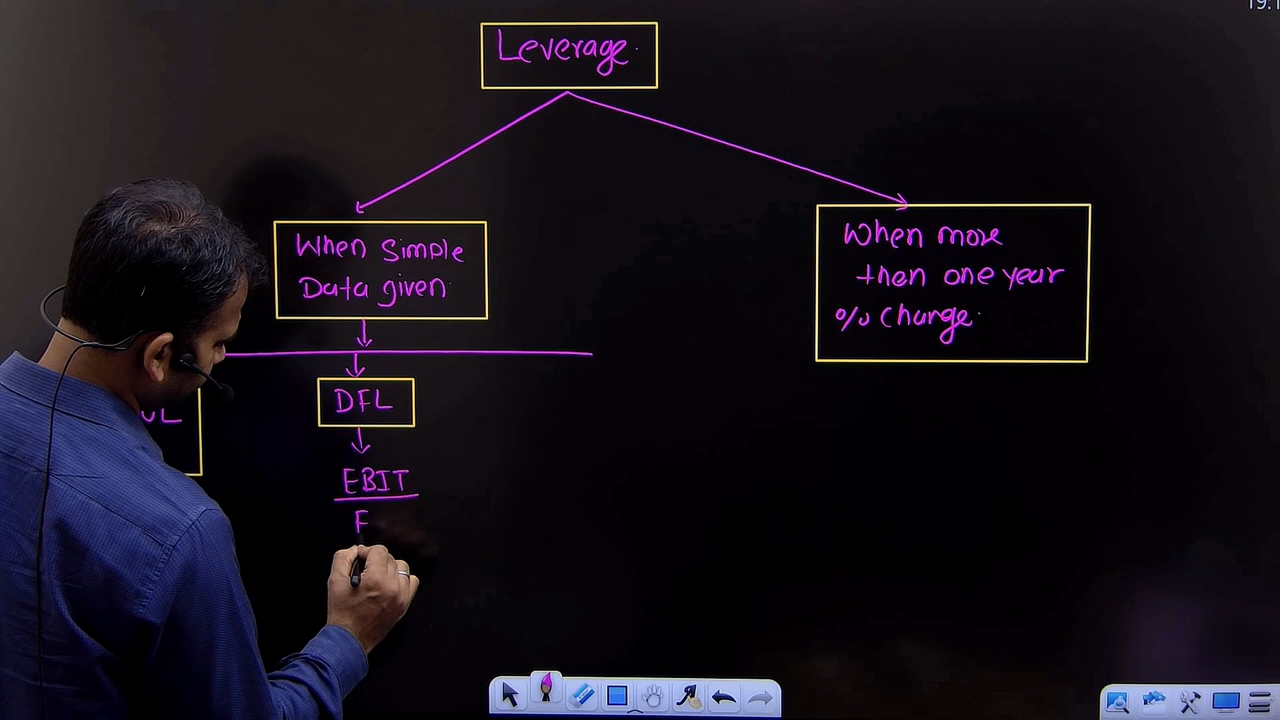 Leverage.
When Simple
Data given.
When more
then one year
% change.
DFL
EBIT
F